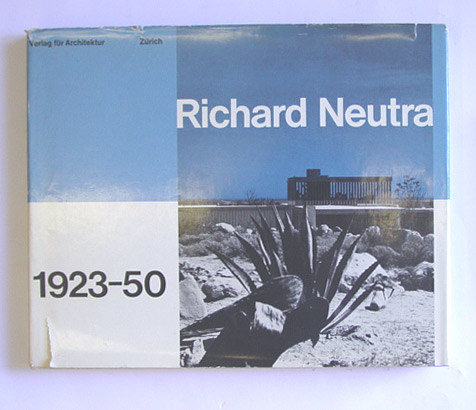 Verlag für Architektur Zürich
Richard Neutra
1923–50